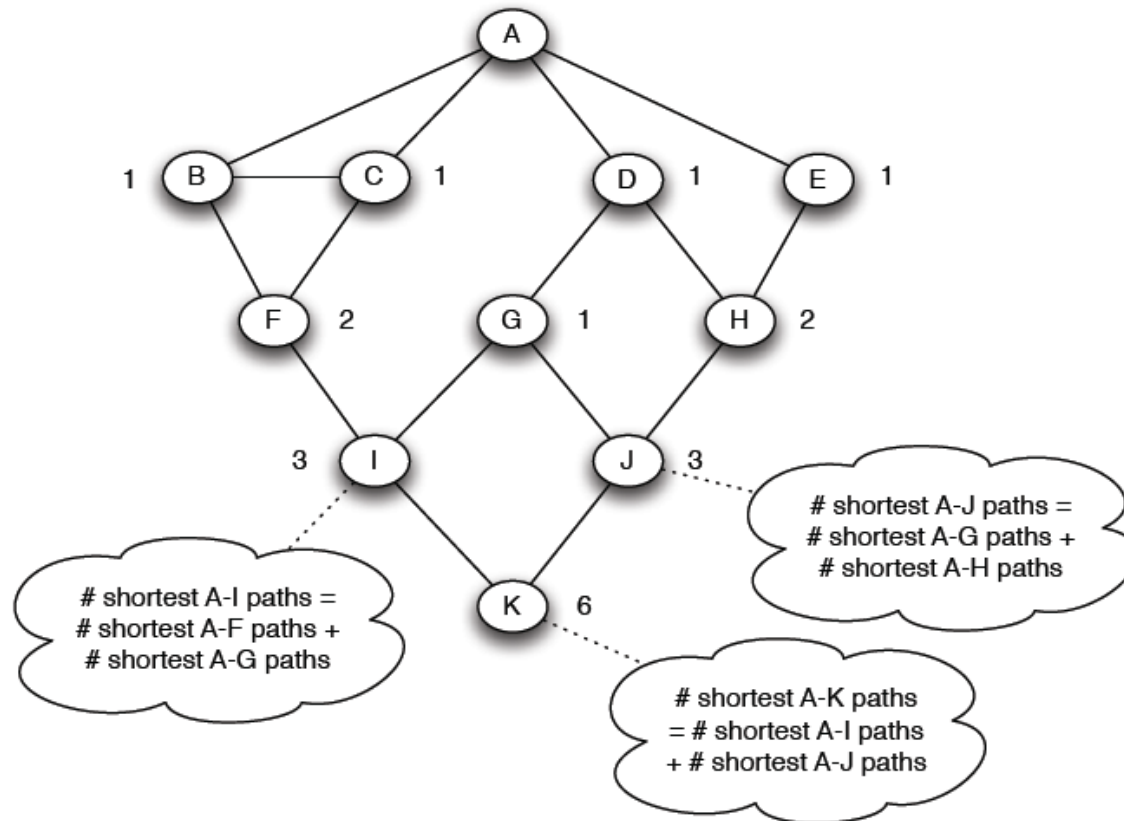 A
1 B C 1 D 1 E 1
F 2 G 1 H 2
3 I J 3
# shortest A-J paths =
# shortest A-G paths +
# shortest A-H paths
# shortest A-I paths =
# shortest A-F paths +
# shortest A-G paths
K 6
# shortest A-K paths
= # shortest A-I paths
+ # shortest A-J paths